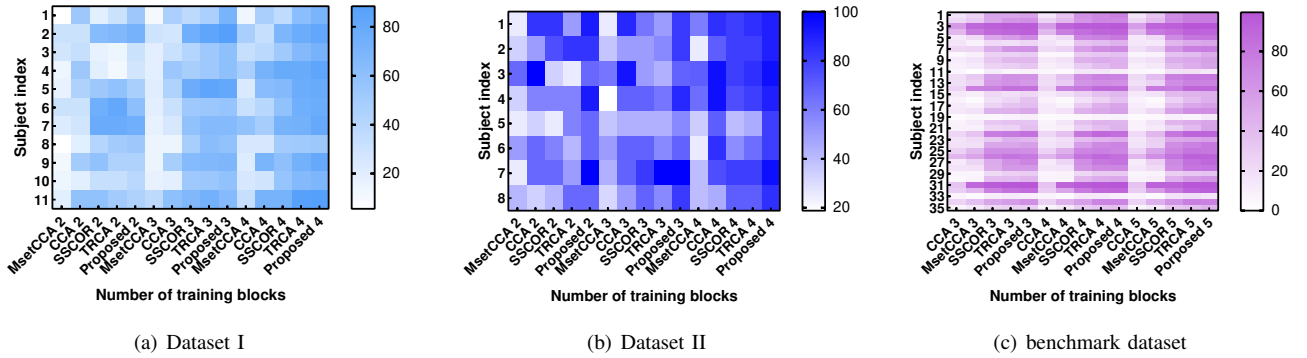 1
2
3
4
5
6
7
8
9
10
11
Subject index
MsetCCA 2
CCA 2
SSCOR 2
TRCA 2
Proposed 2
MsetCCA 3
CCA 3
SSCOR 3
TRCA 3
Proposed 3
MsetCCA 4
CCA 4
SSCOR 4
TRCA 4
Proposed 4
Number of training blocks
80
60
40
20
(a) Dataset I
1
2
3
4
5
6
7
8
Subject index
MsetCCA 2
CCA 2
SSCOR 2
TRCA 2
Proposed 2
MsetCCA 3
CCA 3
SSCOR 3
TRCA 3
Proposed 3
MsetCCA 4
CCA 4
SSCOR 4
TRCA 4
Proposed 4
Number of training blocks
100
80
60
40
20
(b) Dataset II
1
3
5
7
9
11
13
15
17
19
21
23
25
27
29
31
33
35
Subject index
CCA 3
MsetCCA 3
SSCOR 3
TRCA 3
Proposed 3
CCA 4
MsetCCA 4
SSCOR 4
TRCA 4
Proposed 4
CCA 5
MsetCCA 5
SSCOR 5
TRCA 5
Porposed 5
Number of training blocks
80
60
40
20
0
(c) benchmark dataset